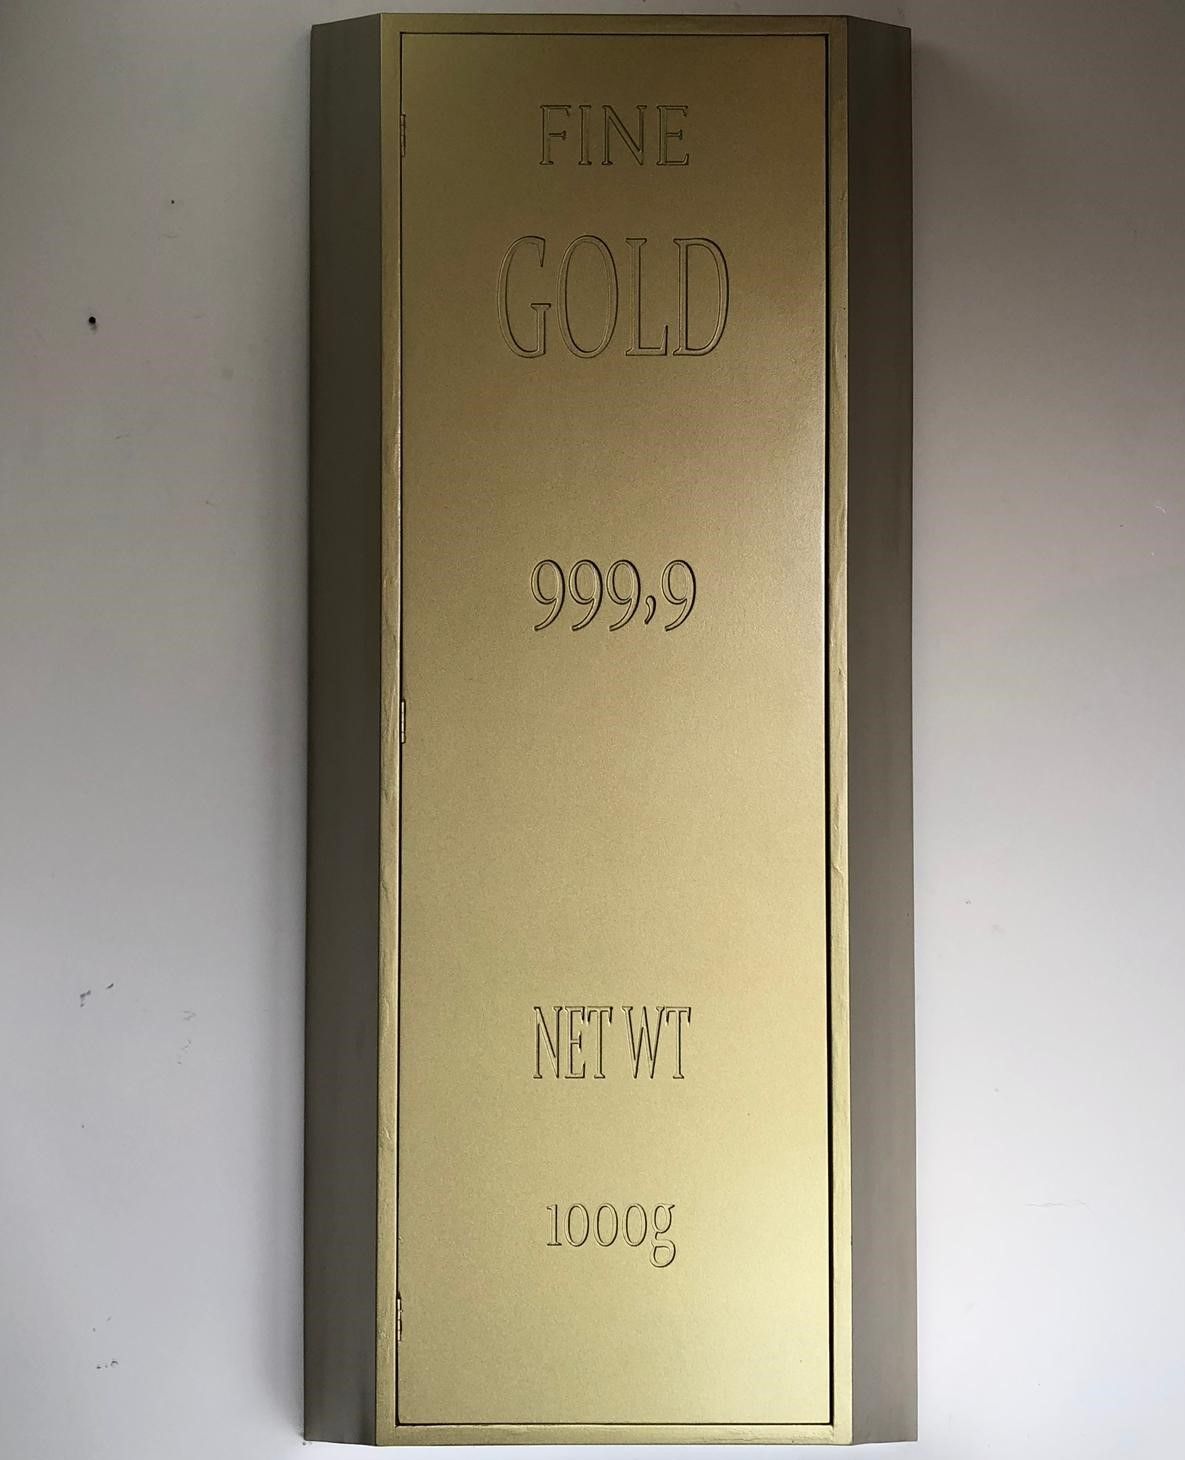 FINE
GOLD
999,9
NET WT
1000g